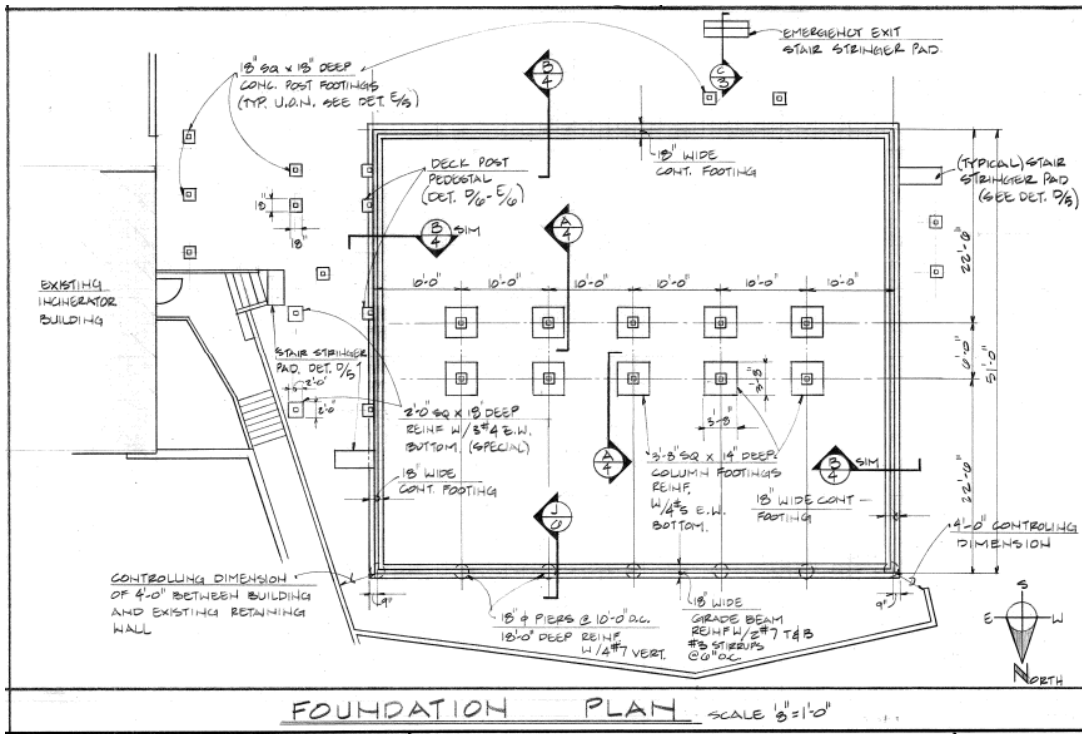 EMERGENCY EXIT
STAIR STRINGER PAD.
18" SQ x 18" DEEP
CONC. POST FOOTINGS
(TYP. U.O.N. SEE DET. E/5)
B
4
C
3
18" WIDE
CONT. FOOTING
(TYPICAL) STAIR
STRINGER PAD
(SEE DET. D/5)
DECK POST
PEDESTAL
(DET. D/6 - E/6)
18"
18"
B
4
SIM
A
4
22'-6"
EXISTING
INCINERATOR
BUILDING
10'-0"
10'-0"
10'-0"
10'-0"
10'-0"
10'-0"
6'-0"
51'-0"
STAIR STRINGER
PAD. DET. D/5
2'-0"
2'-0"
3'-8"
3'-8"
2'-0" SQ x 18" DEEP
REINF W/3 #4 E.W.
BOTTOM. (SPECIAL)
A
4
3'-8" SQ x 14" DEEP
COLUMN FOOTINGS
REINF.
W/4 #5 E.W.
BOTTOM.
B
4
SIM
22'-6"
18" WIDE
CONT. FOOTING
18" WIDE CONT
FOOTING
J
6
4'-0" CONTROLING
DIMENSION
CONTROLLING DIMENSION
OF 4'-0" BETWEEN BUILDING
AND EXISTING RETAINING
WALL
9"
18" ϕ PIERS @ 10'-0" O.C.
18'-0" DEEP REINF.
W/4 #7 VERT.
18" WIDE
GRADE BEAM
REINF W/2 #7 T&B
#3 STIRRUPS
@ 6" O.C.
9"
S
E W
NORTH
FOUNDATION PLAN SCALE 1/8"=1'-0"